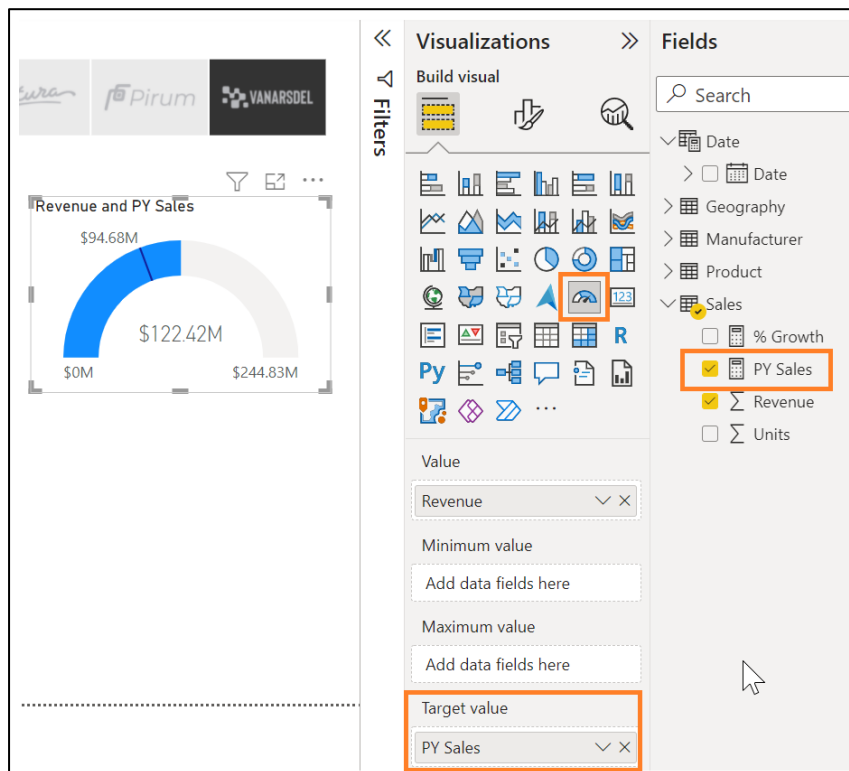 Pirum
VANARSDEL
Revenue and PY Sales
$94.68M
$122.42M
$0M
$244.83M
Filters
Visualizations
Build visual
123
R
Py
Value
Revenue
Minimum value
Add data fields here
Maximum value
Add data fields here
Target value
PY Sales
Fields
Search
Date
Date
Geography
Manufacturer
Product
Sales
% Growth
PY Sales
Revenue
Units